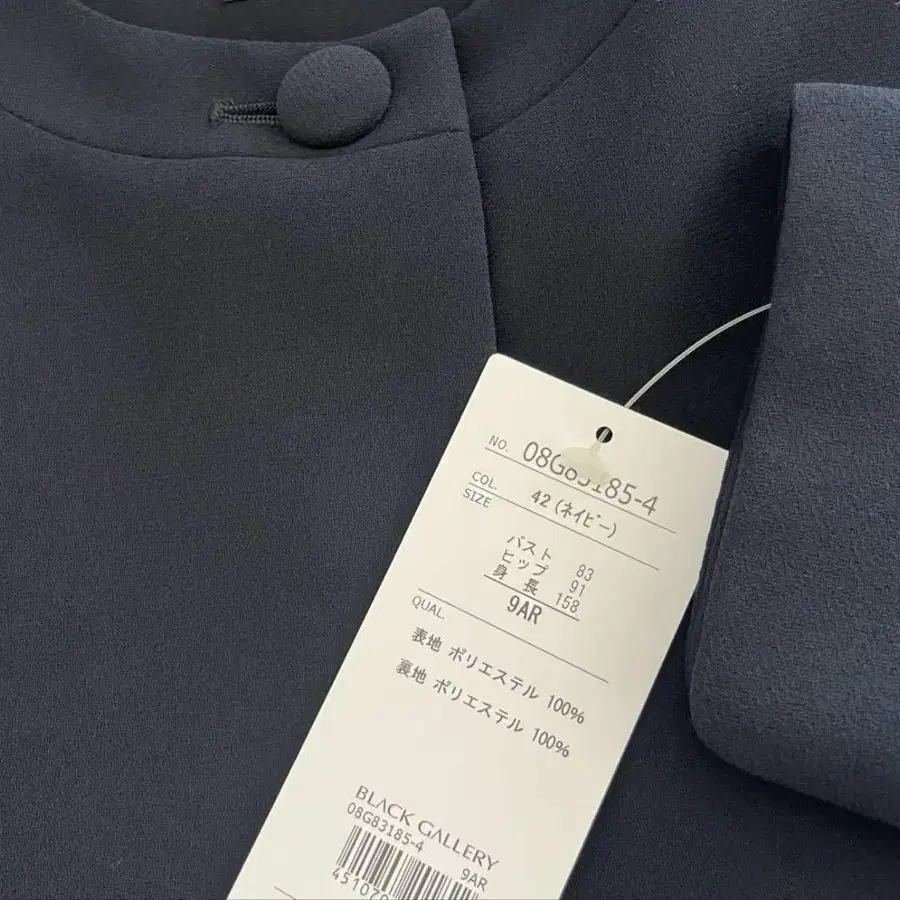 NO. 08G83185-4
COL. 42 (ネイビー)
SIZE
バスト 83
ヒップ 91
身長 158
9AR
QUAL.
表地 ポリエステル 100%
裏地 ポリエステル 100%
BLACK GALLERY
08G83185-4 9AR
45107